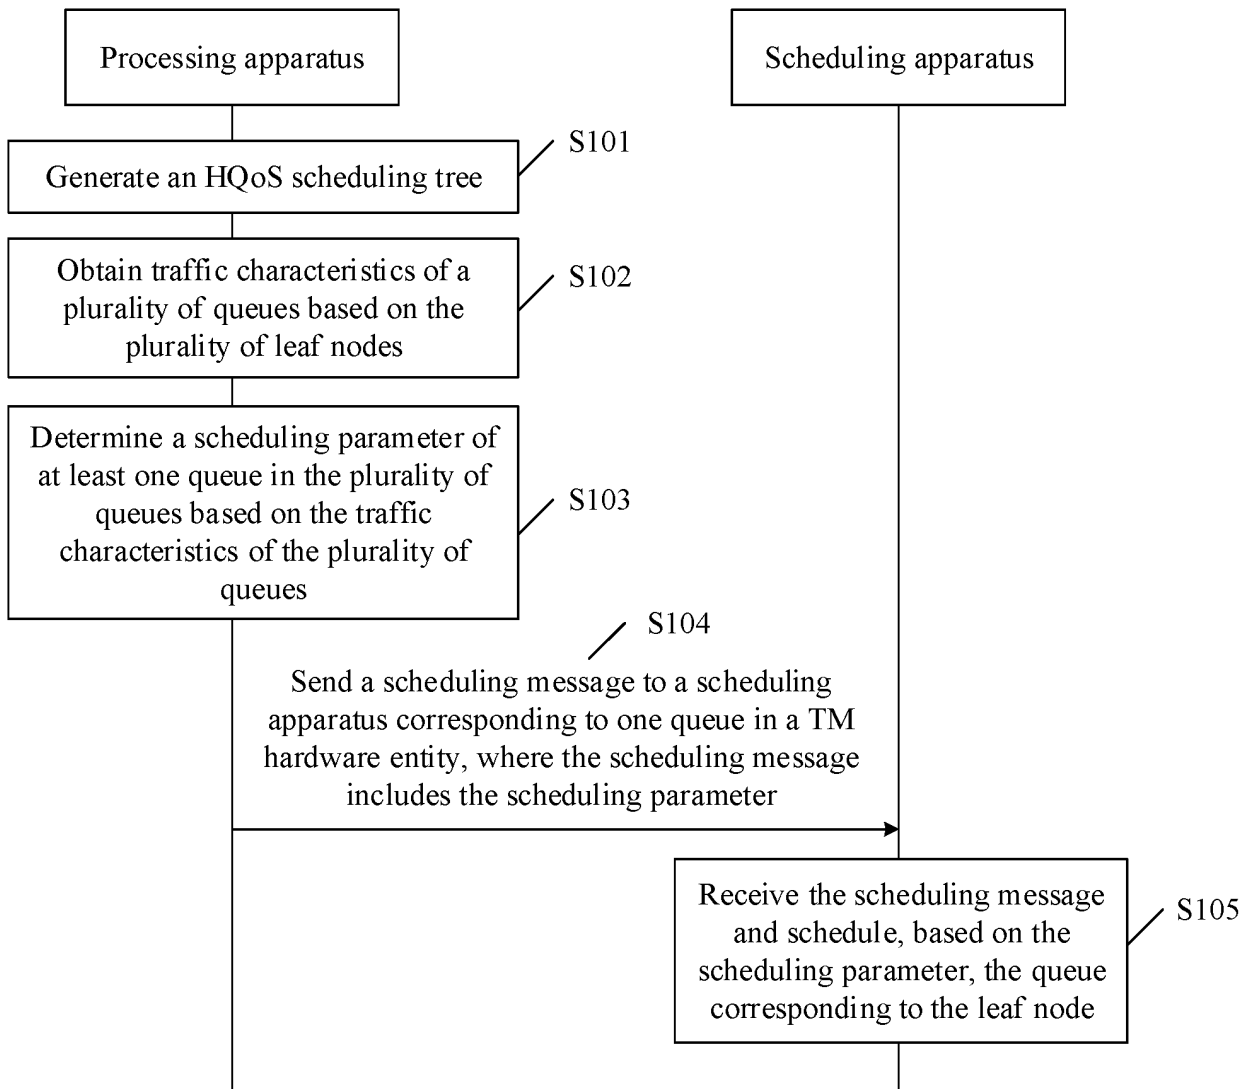 Processing apparatus
Scheduling apparatus
S101
Generate an HQoS scheduling tree
S102
Obtain traffic characteristics of a
plurality of queues based on the
plurality of leaf nodes
Determine a scheduling parameter of
at least one queue in the plurality of
queues based on the traffic
characteristics of the plurality of
queues
S103
S104
Send a scheduling message to a scheduling
apparatus corresponding to one queue in a TM
hardware entity, where the scheduling message
includes the scheduling parameter
Receive the scheduling message
and schedule, based on the
scheduling parameter, the queue
corresponding to the leaf node
S105